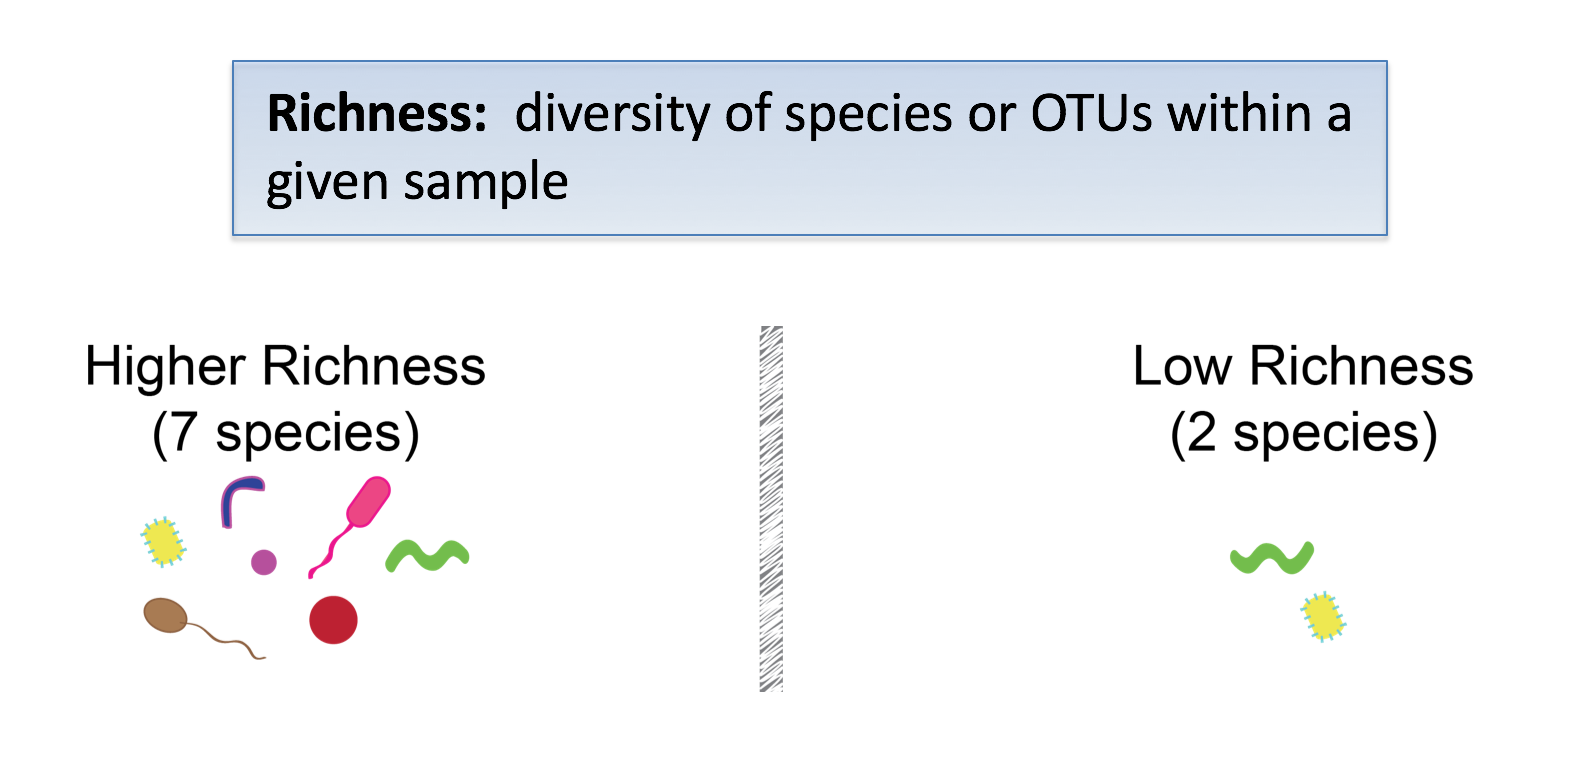 Richness: diversity of species or OTUs within a
given sample
Higher Richness
(7 species)
Low Richness
(2 species)